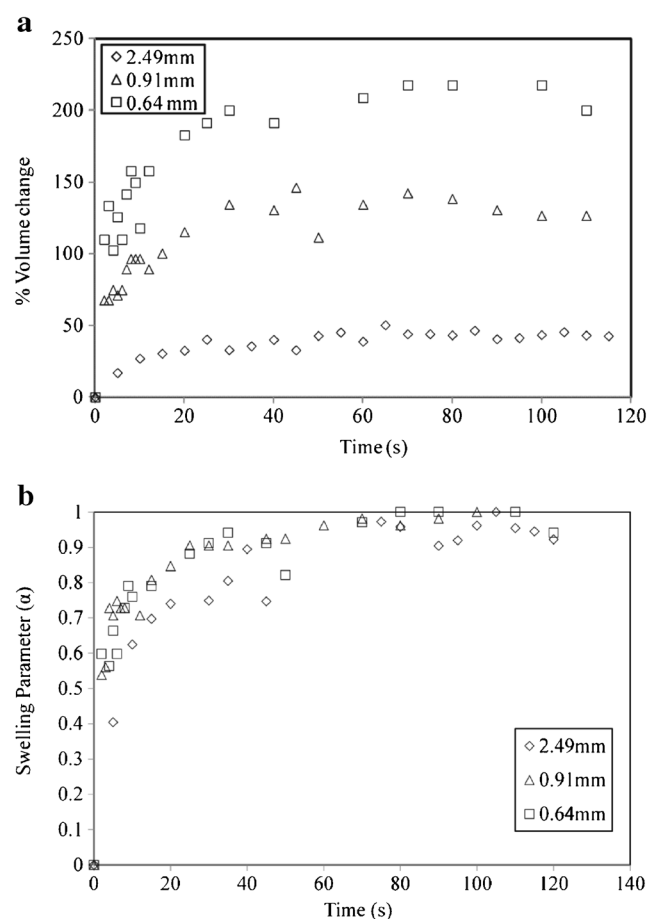 a
250
200
150
100
50
0
% Volume change
2.49mm
0.91mm
0.64mm
0 20 40 60 80 100 120
Time (s)
b
1
0.9
0.8
0.7
0.6
0.5
0.4
0.3
0.2
0.1
0
Swelling Parameter (α)
2.49mm
0.91mm
0.64mm
0 20 40 60 80 100 120 140
Time (s)